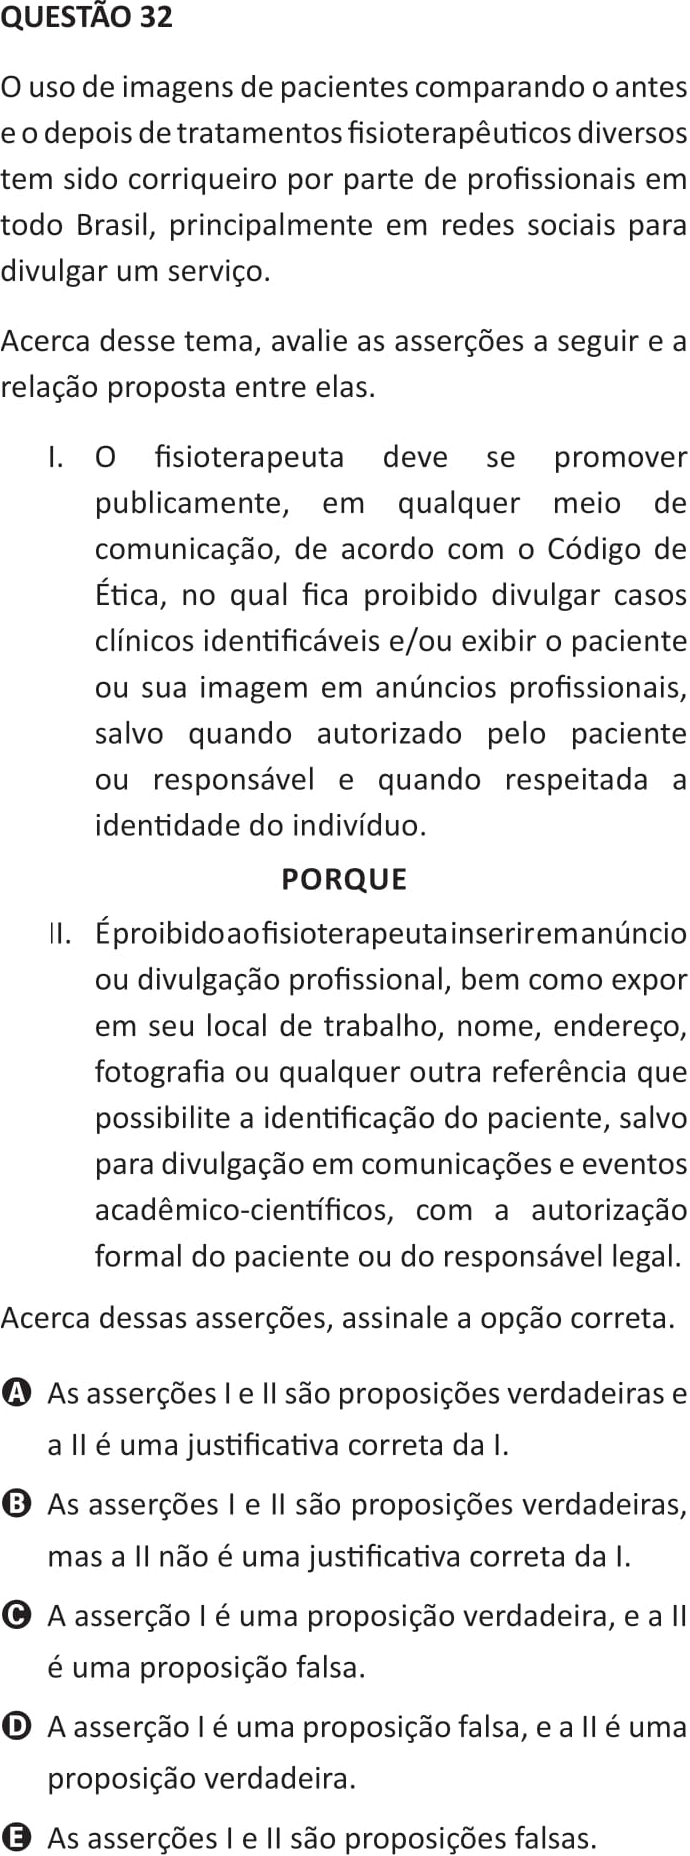 QUESTÃO 32
O uso de imagens de pacientes comparando o antes
e o depois de tratamentos fisioterapêuticos diversos
tem sido corriqueiro por parte de profissionais em
todo Brasil, principalmente em redes sociais para
divulgar um serviço.
Acerca desse tema, avalie as asserções a seguir e a
relação proposta entre elas.
I. O fisioterapeuta deve se promover
publicamente, em qualquer meio de
comunicação, de acordo com o Código de
Ética, no qual fica proibido divulgar casos
clínicos identificáveis e/ou exibir o paciente
ou sua imagem em anúncios profissionais,
salvo quando autorizado pelo paciente
ou responsável e quando respeitada a
identidade do indivíduo.
PORQUE
II. É proibido ao fisioterapeuta inserir em anúncio
ou divulgação profissional, bem como expor
em seu local de trabalho, nome, endereço,
fotografia ou qualquer outra referência que
possibilite a identificação do paciente, salvo
para divulgação em comunicações e eventos
acadêmico-científicos, com a autorização
formal do paciente ou do responsável legal.
Acerca dessas asserções, assinale a opção correta.
A As asserções I e II são proposições verdadeiras e
a II é uma justificativa correta da I.
B As asserções I e II são proposições verdadeiras,
mas a II não é uma justificativa correta da I.
C A asserção I é uma proposição verdadeira, e a II
é uma proposição falsa.
D A asserção I é uma proposição falsa, e a II é uma
proposição verdadeira.
E As asserções I e II são proposições falsas.